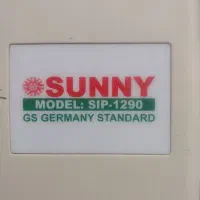 SUNNY
MODEL: SIP-1290
GS GERMANY STANDARD